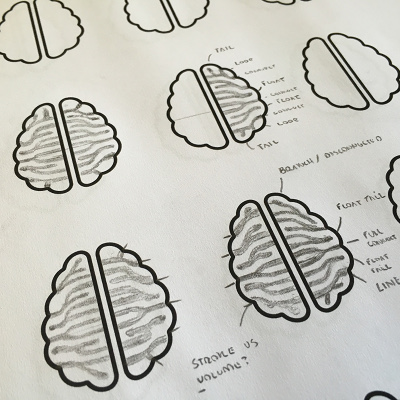 TAIL
LOOP
CONNECT
FLOAT
CONNECT
FLOAT
CONNECT
LOOP
TAIL
BRANCH / DISCONNECTED
FLOAT TAIL
FULL
CONNECT
FLOAT
TAIL
LINE
STROKE VS
VOLUME?